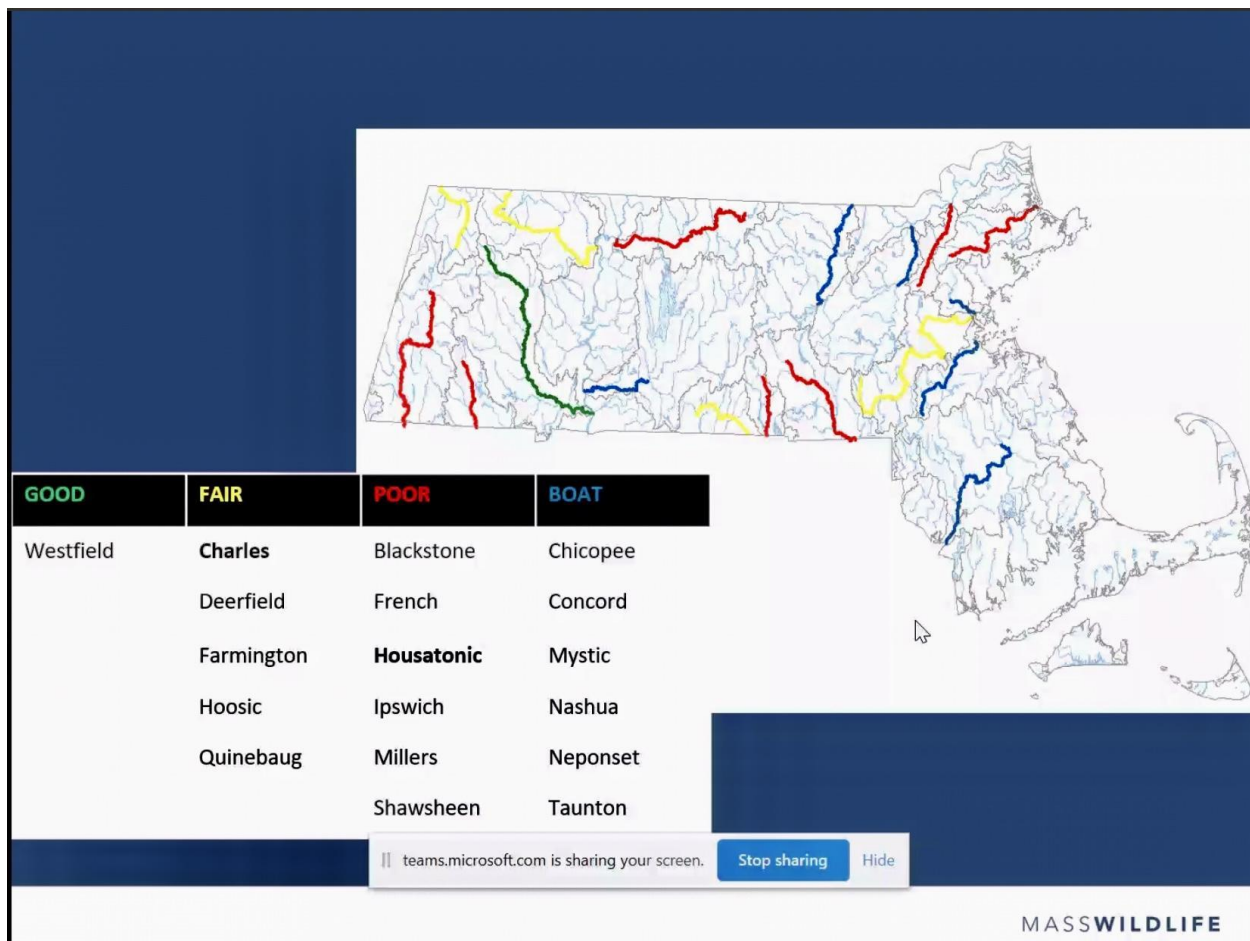 GOOD FAIR POOR BOAT
Westfield Charles Blackstone Chicopee
Deerfield French Concord
Farmington Housatonic Mystic
Hoosic Ipswich Nashua
Quinebaug Millers Neponset
Shawsheen Taunton
teams.microsoft.com is sharing your screen. Stop sharing Hide
MASSWILDLIFE